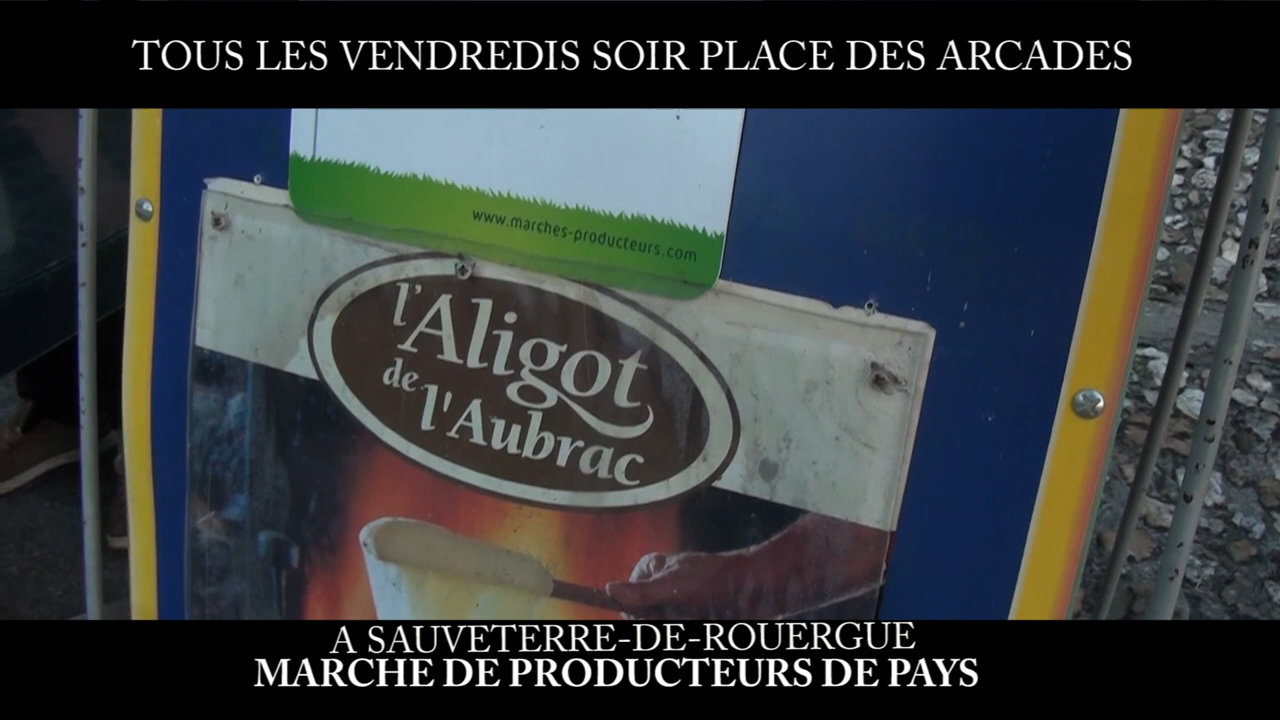 TOUS LES VENDREDIS SOIR PLACE DES ARCADES
www.marches-producteurs.com
l'Aligot
de l'Aubrac
A SAUVETERRE-DE-ROUERGUE
MARCHE DE PRODUCTEURS DE PAYS